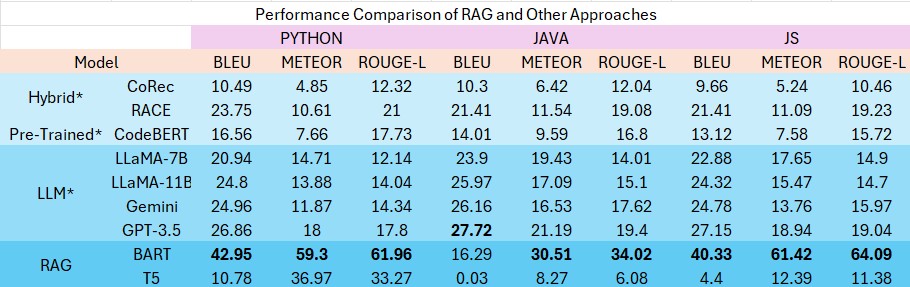 Performance Comparison of RAG and Other Approaches
PYTHON JAVA JS
Model BLEU METEOR ROUGE-L BLEU METEOR ROUGE-L BLEU METEOR ROUGE-L
Hybrid* CoRec 10.49 4.85 12.32 10.3 6.42 12.04 9.66 5.24 10.46
RACE 23.75 10.61 21 21.41 11.54 19.08 21.41 11.09 19.23
Pre-Trained* CodeBERT 16.56 7.66 17.73 14.01 9.59 16.8 13.12 7.58 15.72
LLM* LLaMA-7B 20.94 14.71 12.14 23.9 19.43 14.01 22.88 17.65 14.9
LLaMA-11B 24.8 13.88 14.04 25.97 17.09 15.1 24.32 15.47 14.7
Gemini 24.96 11.87 14.34 26.16 16.53 17.62 24.78 13.76 15.97
GPT-3.5 26.86 18 17.8 27.72 21.19 19.4 27.15 18.94 19.04
RAG BART 42.95 59.3 61.96 16.29 30.51 34.02 40.33 61.42 64.09
T5 10.78 36.97 33.27 0.03 8.27 6.08 4.4 12.39 11.38